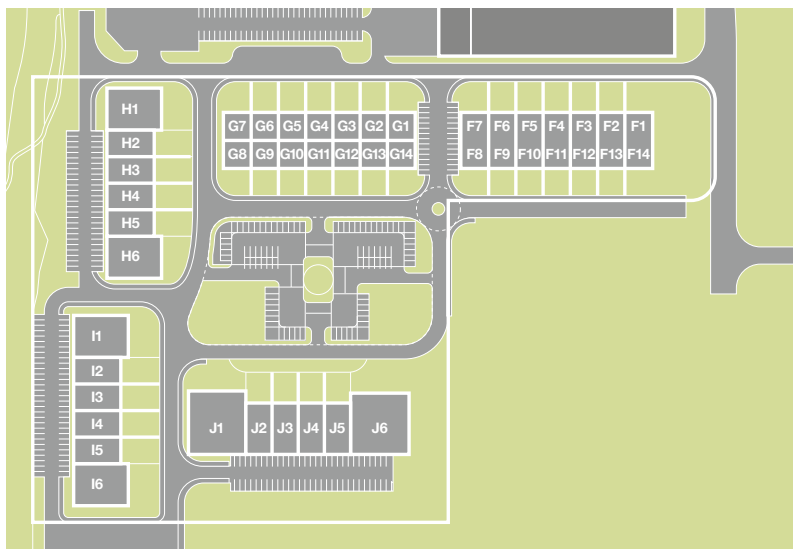 H1
H2
H3
H4
H5
H6
G7 G6 G5 G4 G3 G2 G1
G8 G9 G10 G11 G12 G13 G14
F7 F6 F5 F4 F3 F2 F1
F8 F9 F10 F11 F12 F13 F14
I1
I2
I3
I4
I5
I6
J1 J2 J3 J4 J5 J6